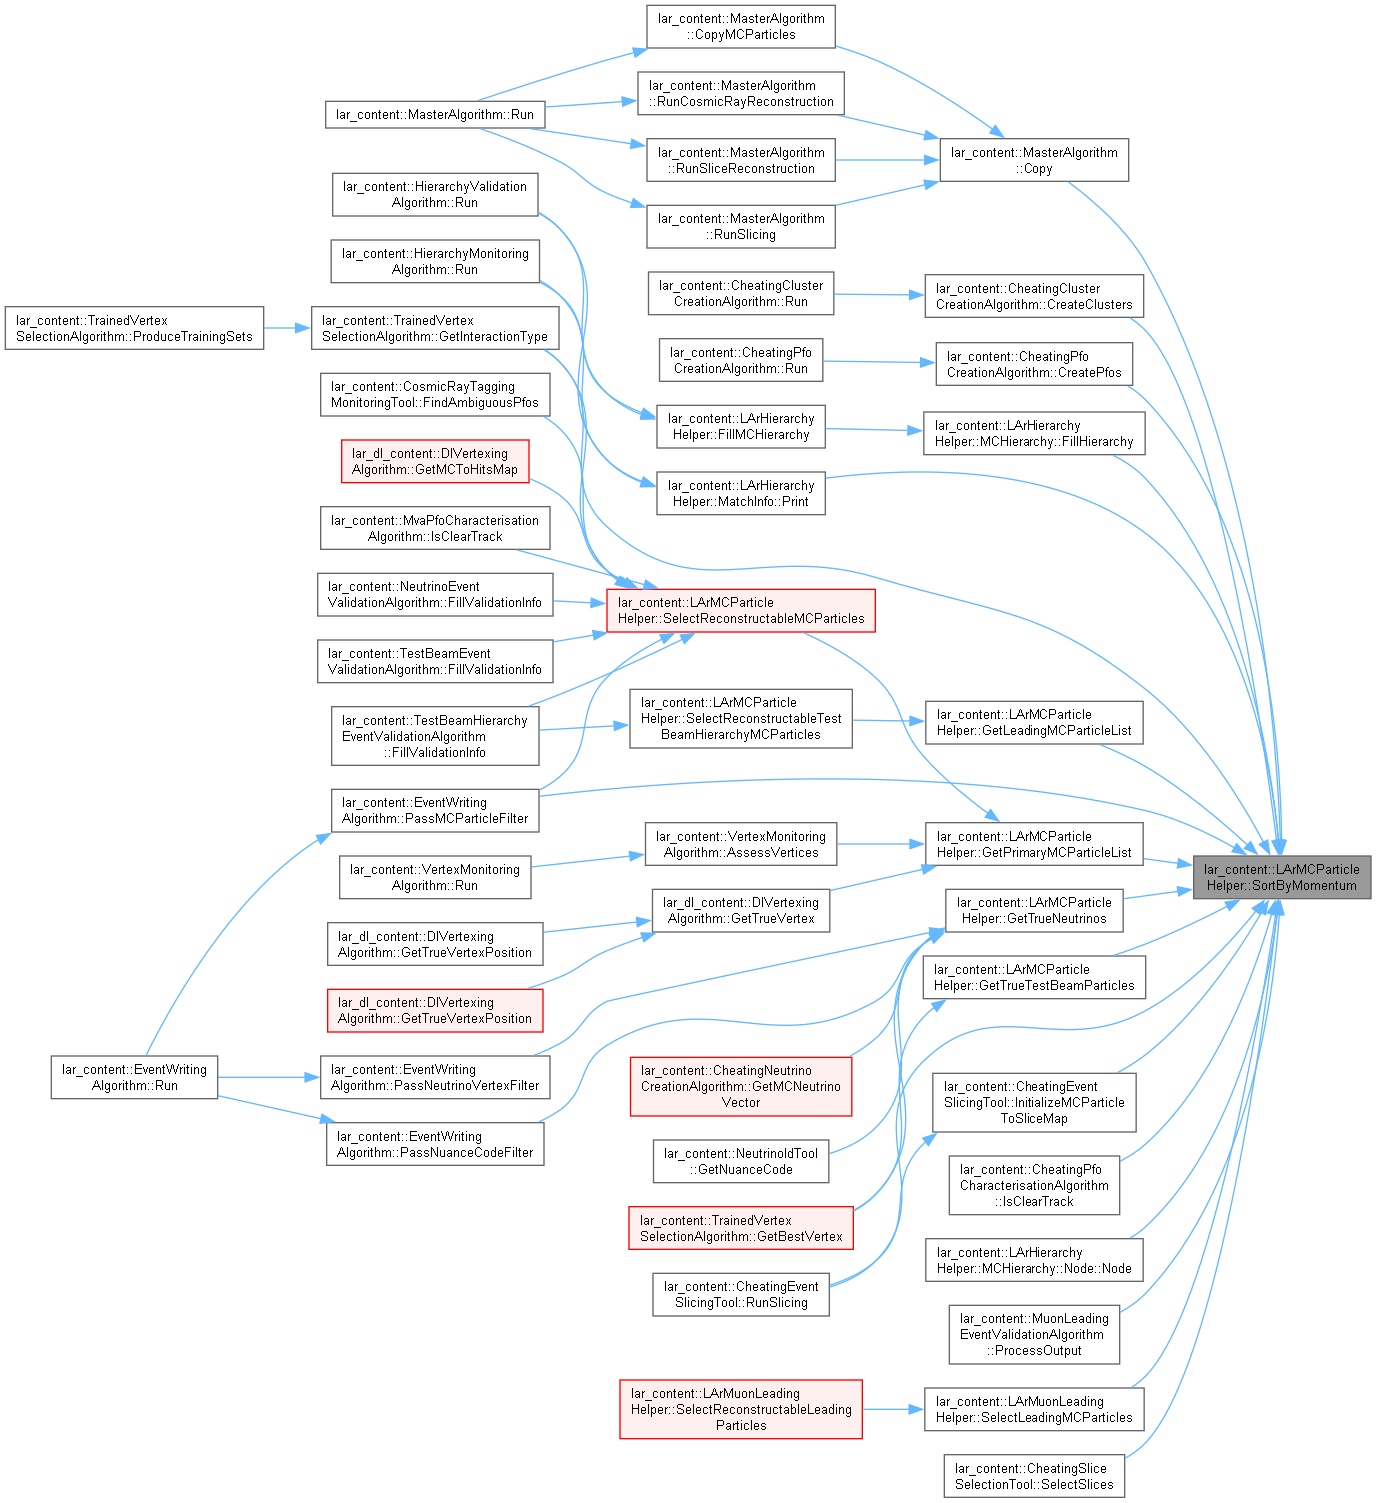 lar_content::MasterAlgorithm
::CopyMCParticles
lar_content::MasterAlgorithm
::RunCosmicRayReconstruction
lar_content::MasterAlgorithm::Run
lar_content::MasterAlgorithm
::RunSliceReconstruction
lar_content::MasterAlgorithm
::Copy
lar_content::HierarchyValidation
Algorithm::Run
lar_content::MasterAlgorithm
::RunSlicing
lar_content::HierarchyMonitoring
Algorithm::Run
lar_content::CheatingCluster
CreationAlgorithm::Run
lar_content::CheatingCluster
CreationAlgorithm::CreateClusters
lar_content::TrainedVertex
SelectionAlgorithm::ProduceTrainingSets
lar_content::TrainedVertex
SelectionAlgorithm::GetInteractionType
lar_content::CheatingPfo
CreationAlgorithm::Run
lar_content::CheatingPfo
CreationAlgorithm::CreatePfos
lar_content::CosmicRayTagging
MonitoringTool::FindAmbiguousPfos
lar_content::LArHierarchy
Helper::FillMCHierarchy
lar_content::LArHierarchy
Helper::MCHierarchy::FillHierarchy
lar_dl_content::DlVertexing
Algorithm::GetMCToHitsMap
lar_content::LArHierarchy
Helper::MatchInfo::Print
lar_content::MvaPfoCharacterisation
Algorithm::IsClearTrack
lar_content::NeutrinoEvent
ValidationAlgorithm::FillValidationInfo
lar_content::LArMCParticle
Helper::SelectReconstructableMCParticles
lar_content::TestBeamEvent
ValidationAlgorithm::FillValidationInfo
lar_content::TestBeamHierarchy
EventValidationAlgorithm
::FillValidationInfo
lar_content::LArMCParticle
Helper::SelectReconstructableTest
BeamHierarchyMCParticles
lar_content::LArMCParticle
Helper::GetLeadingMCParticleList
lar_content::EventWriting
Algorithm::PassMCParticleFilter
lar_content::VertexMonitoring
Algorithm::AssessVertices
lar_content::LArMCParticle
Helper::GetPrimaryMCParticleList
lar_content::VertexMonitoring
Algorithm::Run
lar_content::LArMCParticle
Helper::SortByMomentum
lar_dl_content::DlVertexing
Algorithm::GetTrueVertex
lar_content::LArMCParticle
Helper::GetTrueNeutrinos
lar_dl_content::DlVertexing
Algorithm::GetTrueVertexPosition
lar_content::LArMCParticle
Helper::GetTrueTestBeamParticles
lar_dl_content::DlVertexing
Algorithm::GetTrueVertexPosition
lar_content::EventWriting
Algorithm::Run
lar_content::EventWriting
Algorithm::PassNeutrinoVertexFilter
lar_content::CheatingNeutrino
CreationAlgorithm::GetMCNeutrino
Vector
lar_content::CheatingEvent
SlicingTool::InitializeMCParticle
ToSliceMap
lar_content::EventWriting
Algorithm::PassNuanceCodeFilter
lar_content::NeutrinoIdTool
::GetNuanceCode
lar_content::CheatingPfo
CharacterisationAlgorithm
::IsClearTrack
lar_content::TrainedVertex
SelectionAlgorithm::GetBestVertex
lar_content::LArHierarchy
Helper::MCHierarchy::Node::Node
lar_content::CheatingEvent
SlicingTool::RunSlicing
lar_content::MuonLeading
EventValidationAlgorithm
::ProcessOutput
lar_content::LArMuonLeading
Helper::SelectReconstructableLeading
Particles
lar_content::LArMuonLeading
Helper::SelectLeadingMCParticles
lar_content::CheatingSlice
SelectionTool::SelectSlices